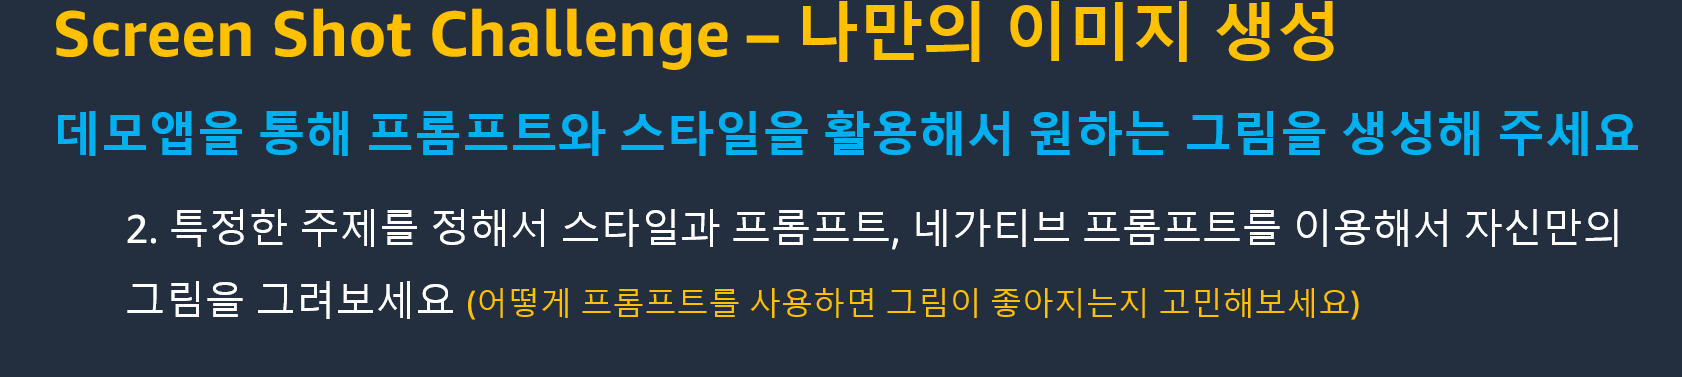 Screen Shot Challenge – 나만의 이미지 생성
데모앱을 통해 프롬프트와 스타일을 활용해서 원하는 그림을 생성해 주세요
2. 특정한 주제를 정해서 스타일과 프롬프트, 네가티브 프롬프트를 이용해서 자신만의
그림을 그려보세요 (어떻게 프롬프트를 사용하면 그림이 좋아지는지 고민해보세요)